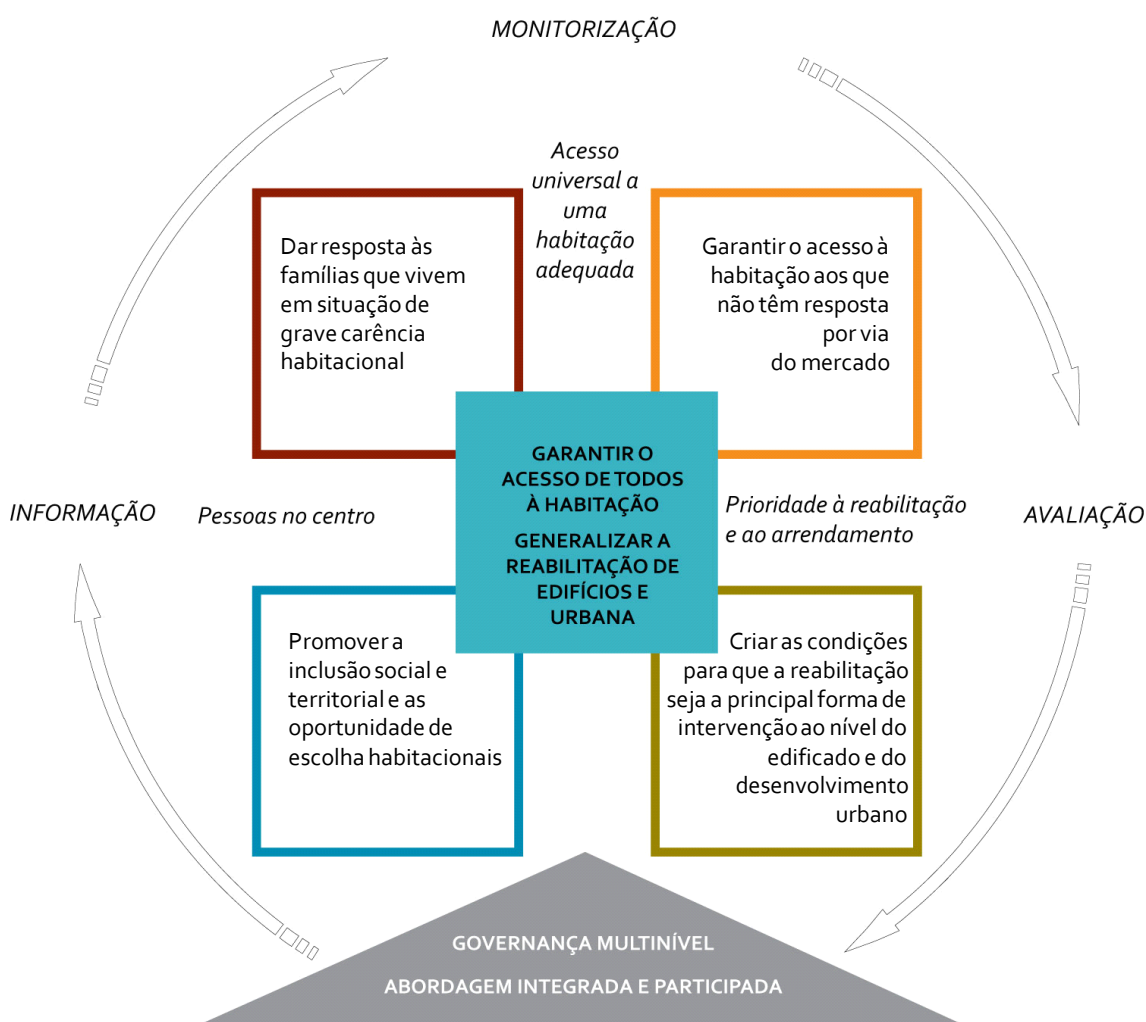 MONITORIZAÇÃO
Acesso
universal a
uma
habitação
adequada
Dar resposta às
famílias que vivem
em situação de
grave carência
habitacional
Garantir o acesso à
habitação aos que
não têm resposta
por via
do mercado
GARANTIR O
ACESSO DE TODOS
À HABITAÇÃO
GENERALIZAR A
REABILITAÇÃO DE
EDIFÍCIOS E
URBANA
INFORMAÇÃO
Pessoas no centro
Prioridade à reabilitação
e ao arrendamento
AVALIAÇÃO
Promover a
inclusão social e
territorial e as
oportunidade de
escolha habitacionais
Criar as condições
para que a reabilitação
seja a principal forma de
intervenção ao nível do
edificado e do
desenvolvimento
urbano
GOVERNANÇA MULTINÍVEL
ABORDAGEM INTEGRADA E PARTICIPADA